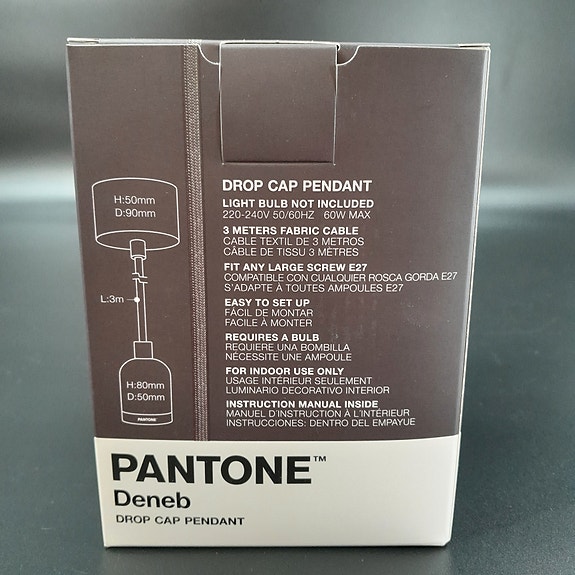 DROP CAP PENDANT
LIGHT BULB NOT INCLUDED
220-240V 50/60HZ 60W MAX
3 METERS FABRIC CABLE
CABLE TEXTIL DE 3 METROS
CÂBLE DE TISSU 3 MÈTRES
FIT ANY LARGE SCREW E27
COMPATIBLE CON CUALQUIER ROSCA GORDA E27
S'ADAPTE À TOUTES AMPOULES E27
EASY TO SET UP
FÁCIL DE MONTAR
FACILE À MONTER
REQUIRES A BULB
REQUIERE UNA BOMBILLA
NÉCESSITE UNE AMPOULE
FOR INDOOR USE ONLY
USAGE INTÉRIEUR SEULEMENT
LUMINARIO DECORATIVO INTERIOR
INSTRUCTION MANUAL INSIDE
MANUEL D'INSTRUCTION À L'INTÉRIEUR
INSTRUCCIONES: DENTRO DEL EMPAYUE
H:50mm
D:90mm
L:3m
H:80mm
D:50mm
PANTONE
PANTONE™
Deneb
DROP CAP PENDANT